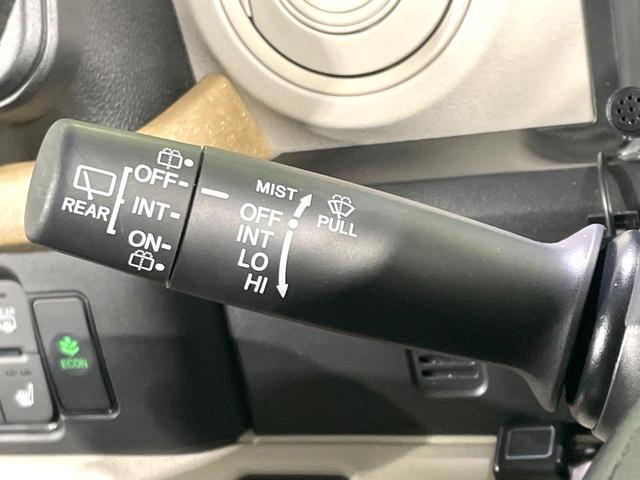 REAR
OFF
INT
ON
MIST
OFF
INT
LO
HI
PULL
ECON